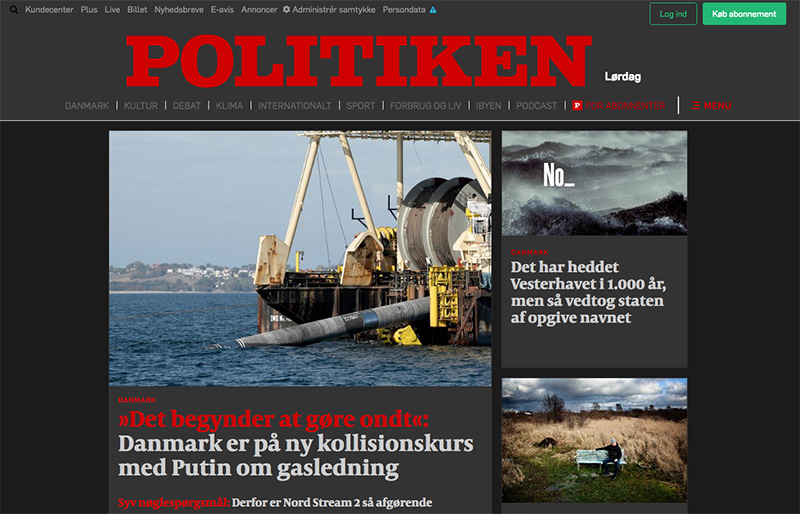 Kundecenter Plus Live Billet Nyhedsbreve E-avis Annoncer Administrér samtykke Persondata
Log ind
Køb abonnement
POLITIKEN
Lørdag
DANMARK | KULTUR | DEBAT | KLIMA | INTERNATIONALT | SPORT | FORBRUG OG LIV | IBYEN | PODCAST | P FOR ABONNENTER | MENU
DANMARK
»Det begynder at gøre ondt«:
Danmark er på ny kollisionskurs
med Putin om gasledning
Syv nøglespørgsmål: Derfor er Nord Stream 2 så afgørende
No_
DANMARK
Det har heddet
Vesterhavet i 1.000 år,
men så vedtog staten
af opgive navnet